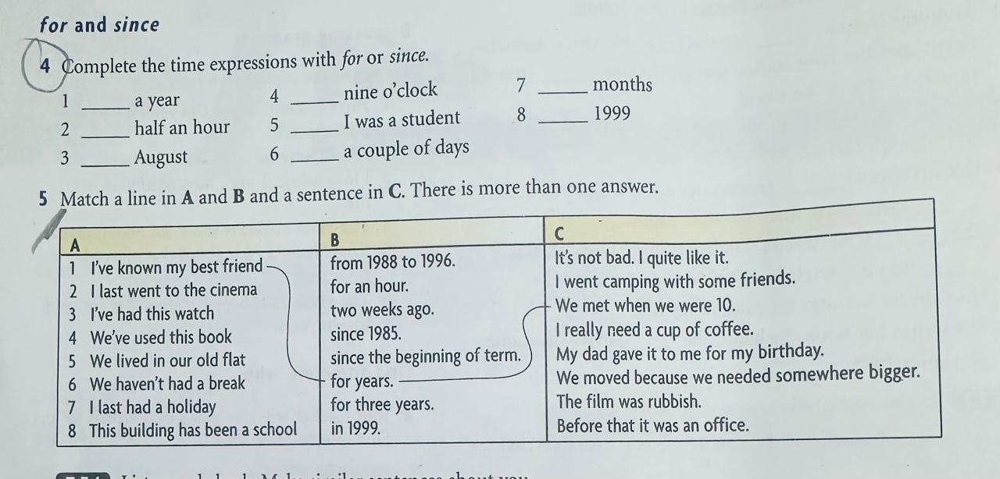 for and since
4 Complete the time expressions with for or since.
1 ______ a year
2 ______ half an hour
3 ______ August
4 ______ nine o'clock
5 ______ I was a student
6 ______ a couple of days
7 ______ months
8 ______ 1999
5 Match a line in A and B and a sentence in C. There is more than one answer.
A
1 I've known my best friend
2 I last went to the cinema
3 I've had this watch
4 We've used this book
5 We lived in our old flat
6 We haven't had a break
7 I last had a holiday
8 This building has been a school
B
from 1988 to 1996.
for an hour.
two weeks ago.
since 1985.
since the beginning of term.
for years.
for three years.
in 1999.
C
It's not bad. I quite like it.
I went camping with some friends.
We met when we were 10.
I really need a cup of coffee.
My dad gave it to me for my birthday.
We moved because we needed somewhere bigger.
The film was rubbish.
Before that it was an office.